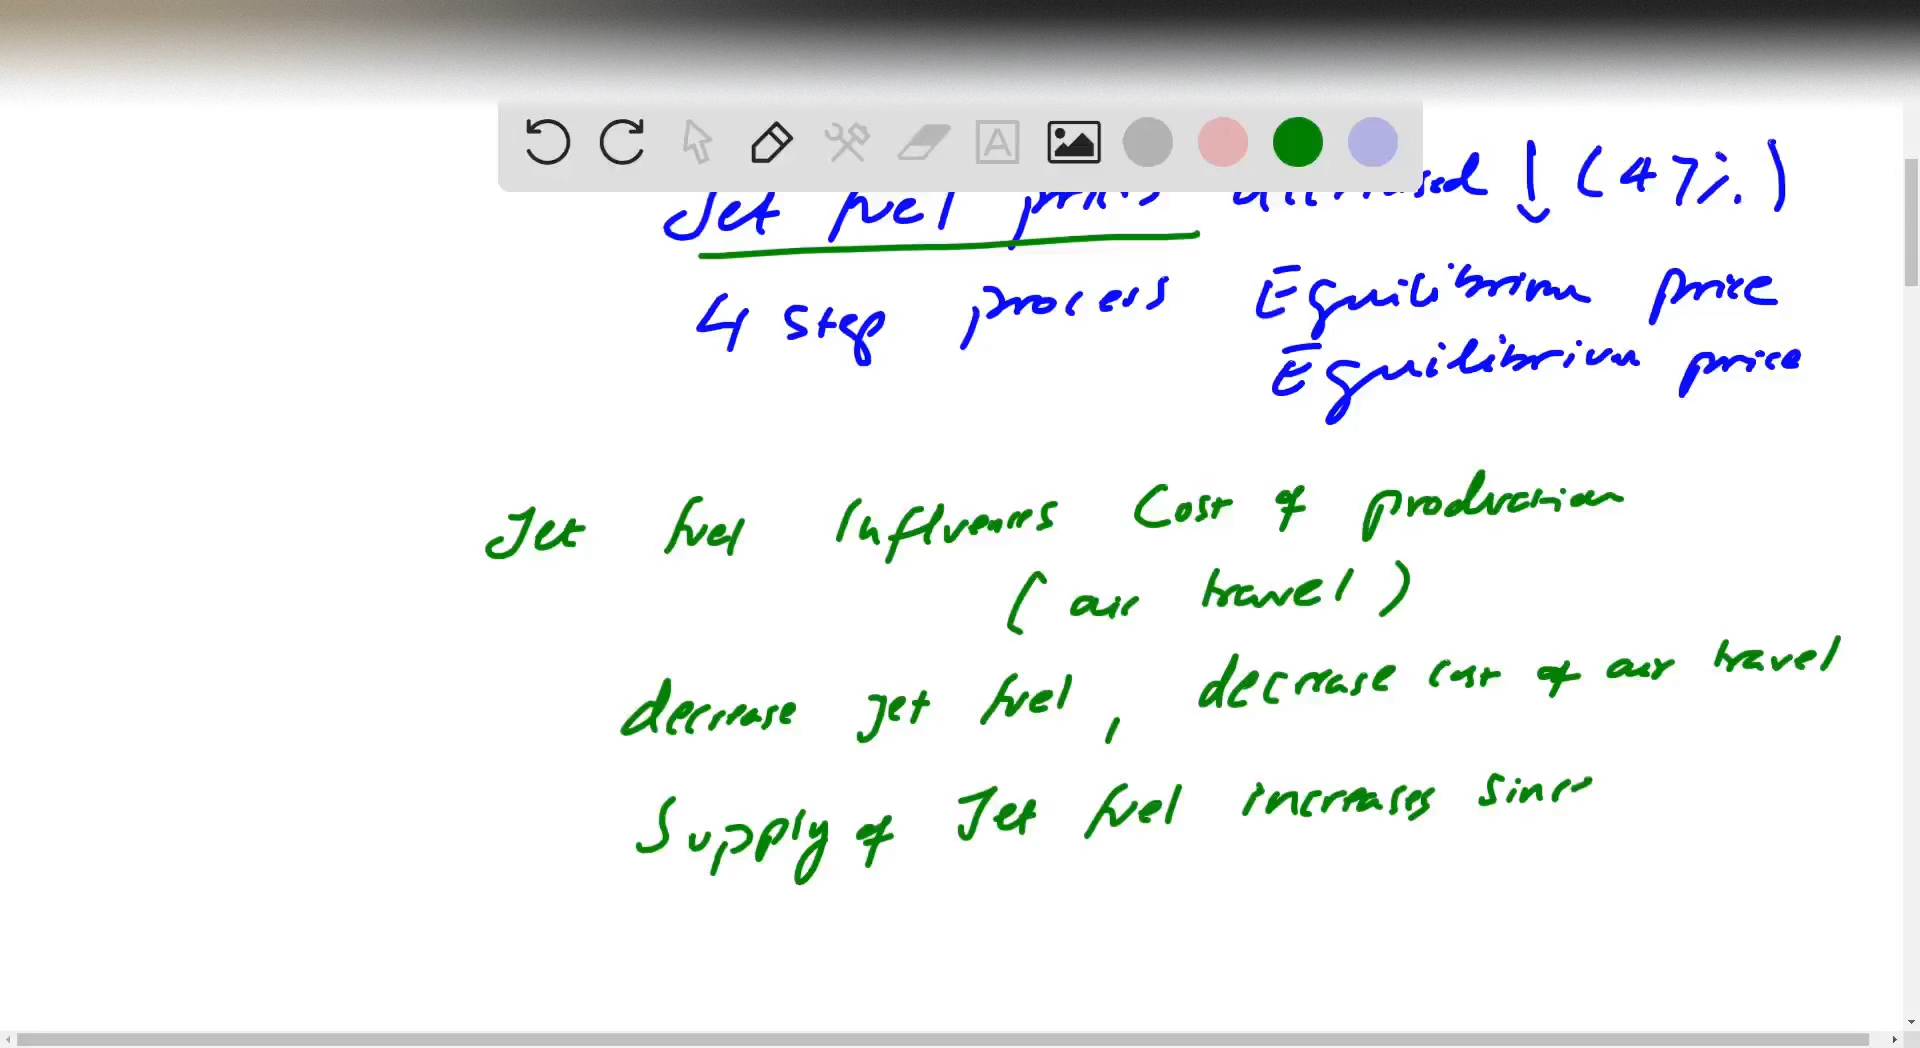 A
Jet fuel prices decreased ↓ (47%)
4 step process Equilibrium price
Equilibrium price
Jet fuel Influences Cost of production
(air travel)
decrease jet fuel, decrease cost of air travel
Supply of Jet fuel increases since